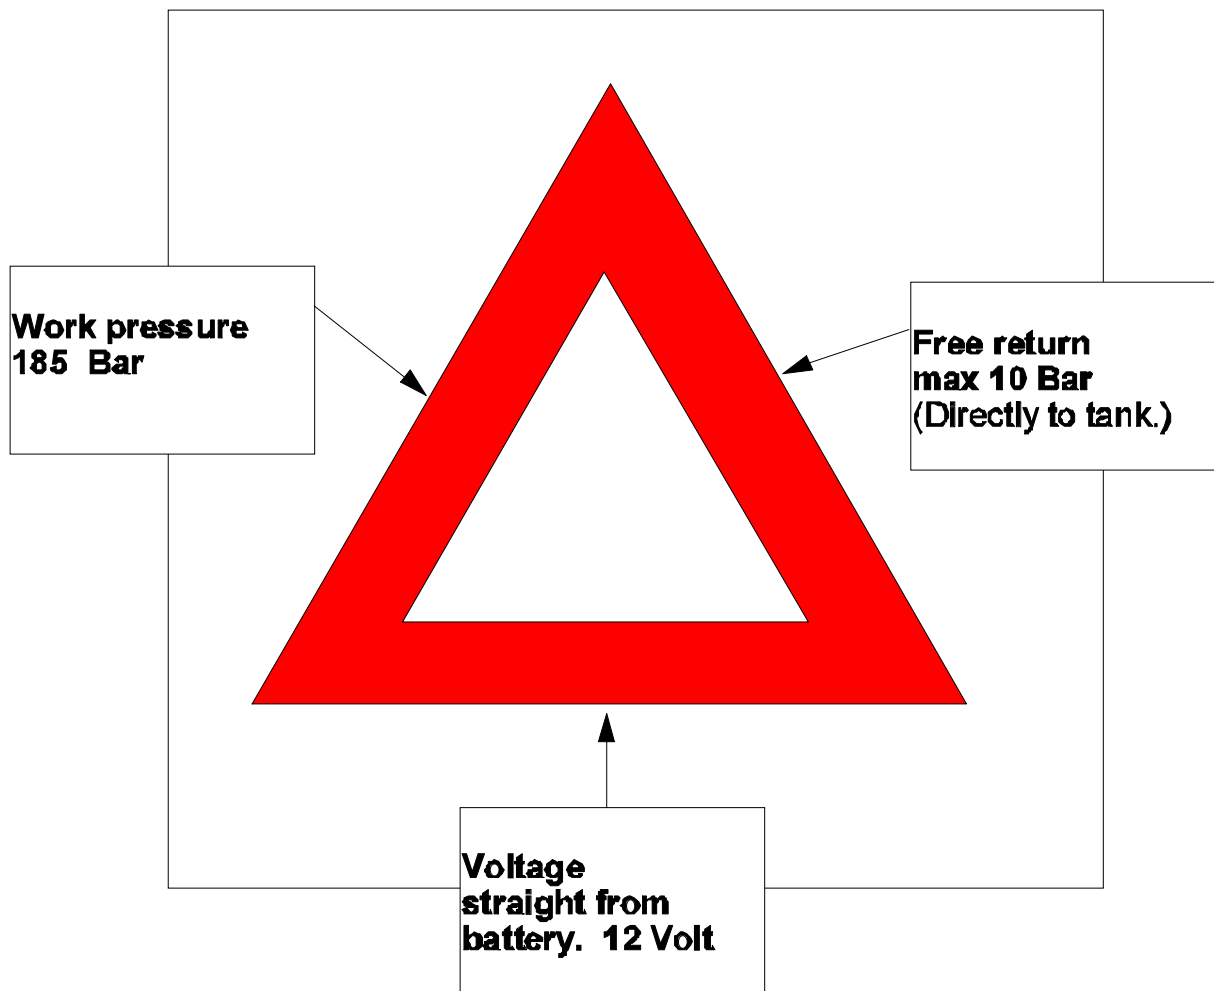 Work pressure
185  Bar
Free return
max 10 Bar
(Directly to tank.)
Voltage
straight from
battery.  12 Volt